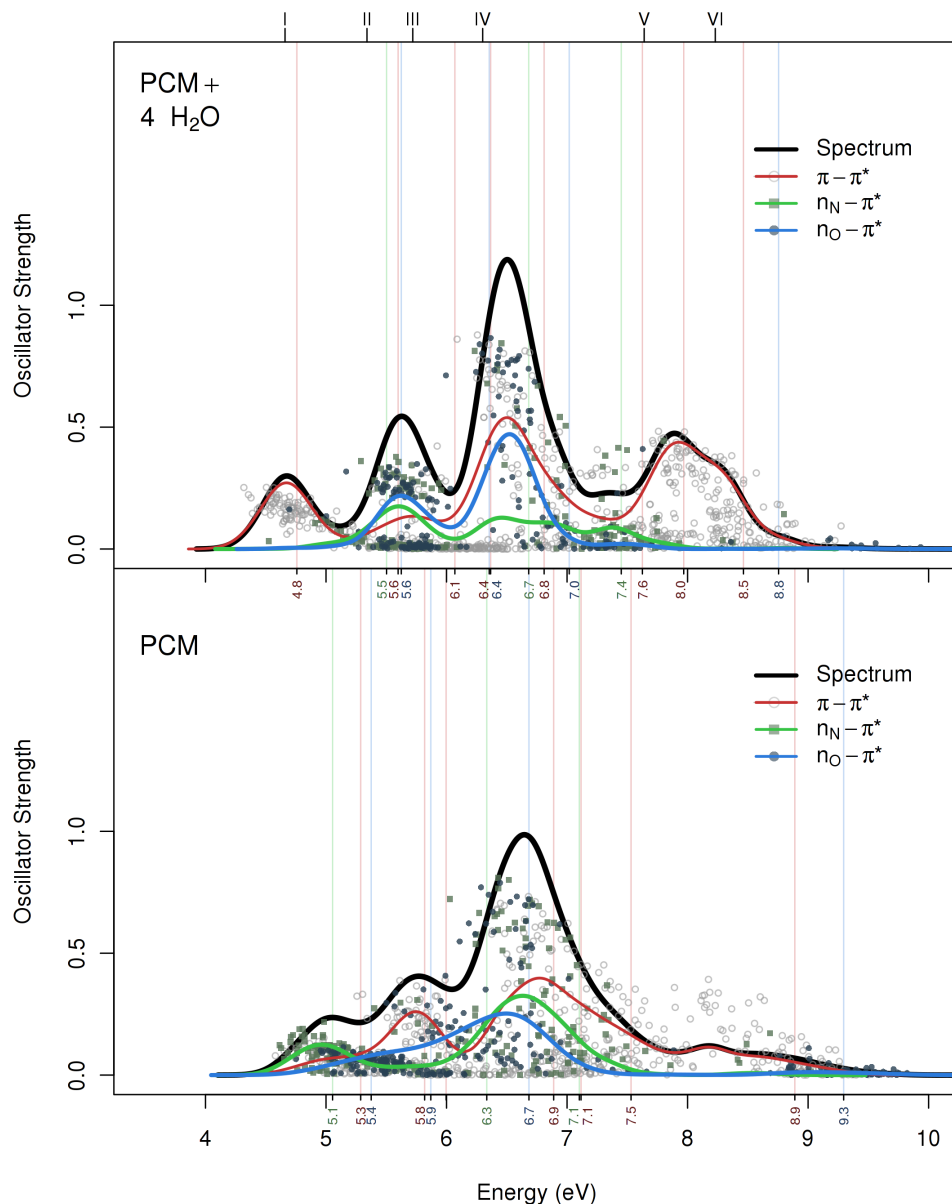 I II III IV V VI
PCM +
4 H₂O
Spectrum
π−π*
n_N−π*
n_O−π*
Oscillator Strength
1.0
0.5
0.0
4.8 5.5 5.6 5.6 6.1 6.4 6.4 6.7 6.8 7.0 7.4 7.6 8.0 8.5 8.8
PCM
Spectrum
π−π*
n_N−π*
n_O−π*
Oscillator Strength
1.0
0.5
0.0
5.1 5.3 5.4 5.8 5.9 6.3 6.7 6.9 7.1 7.1 7.5 8.9 9.3
4 5 6 7 8 9 10
Energy (eV)